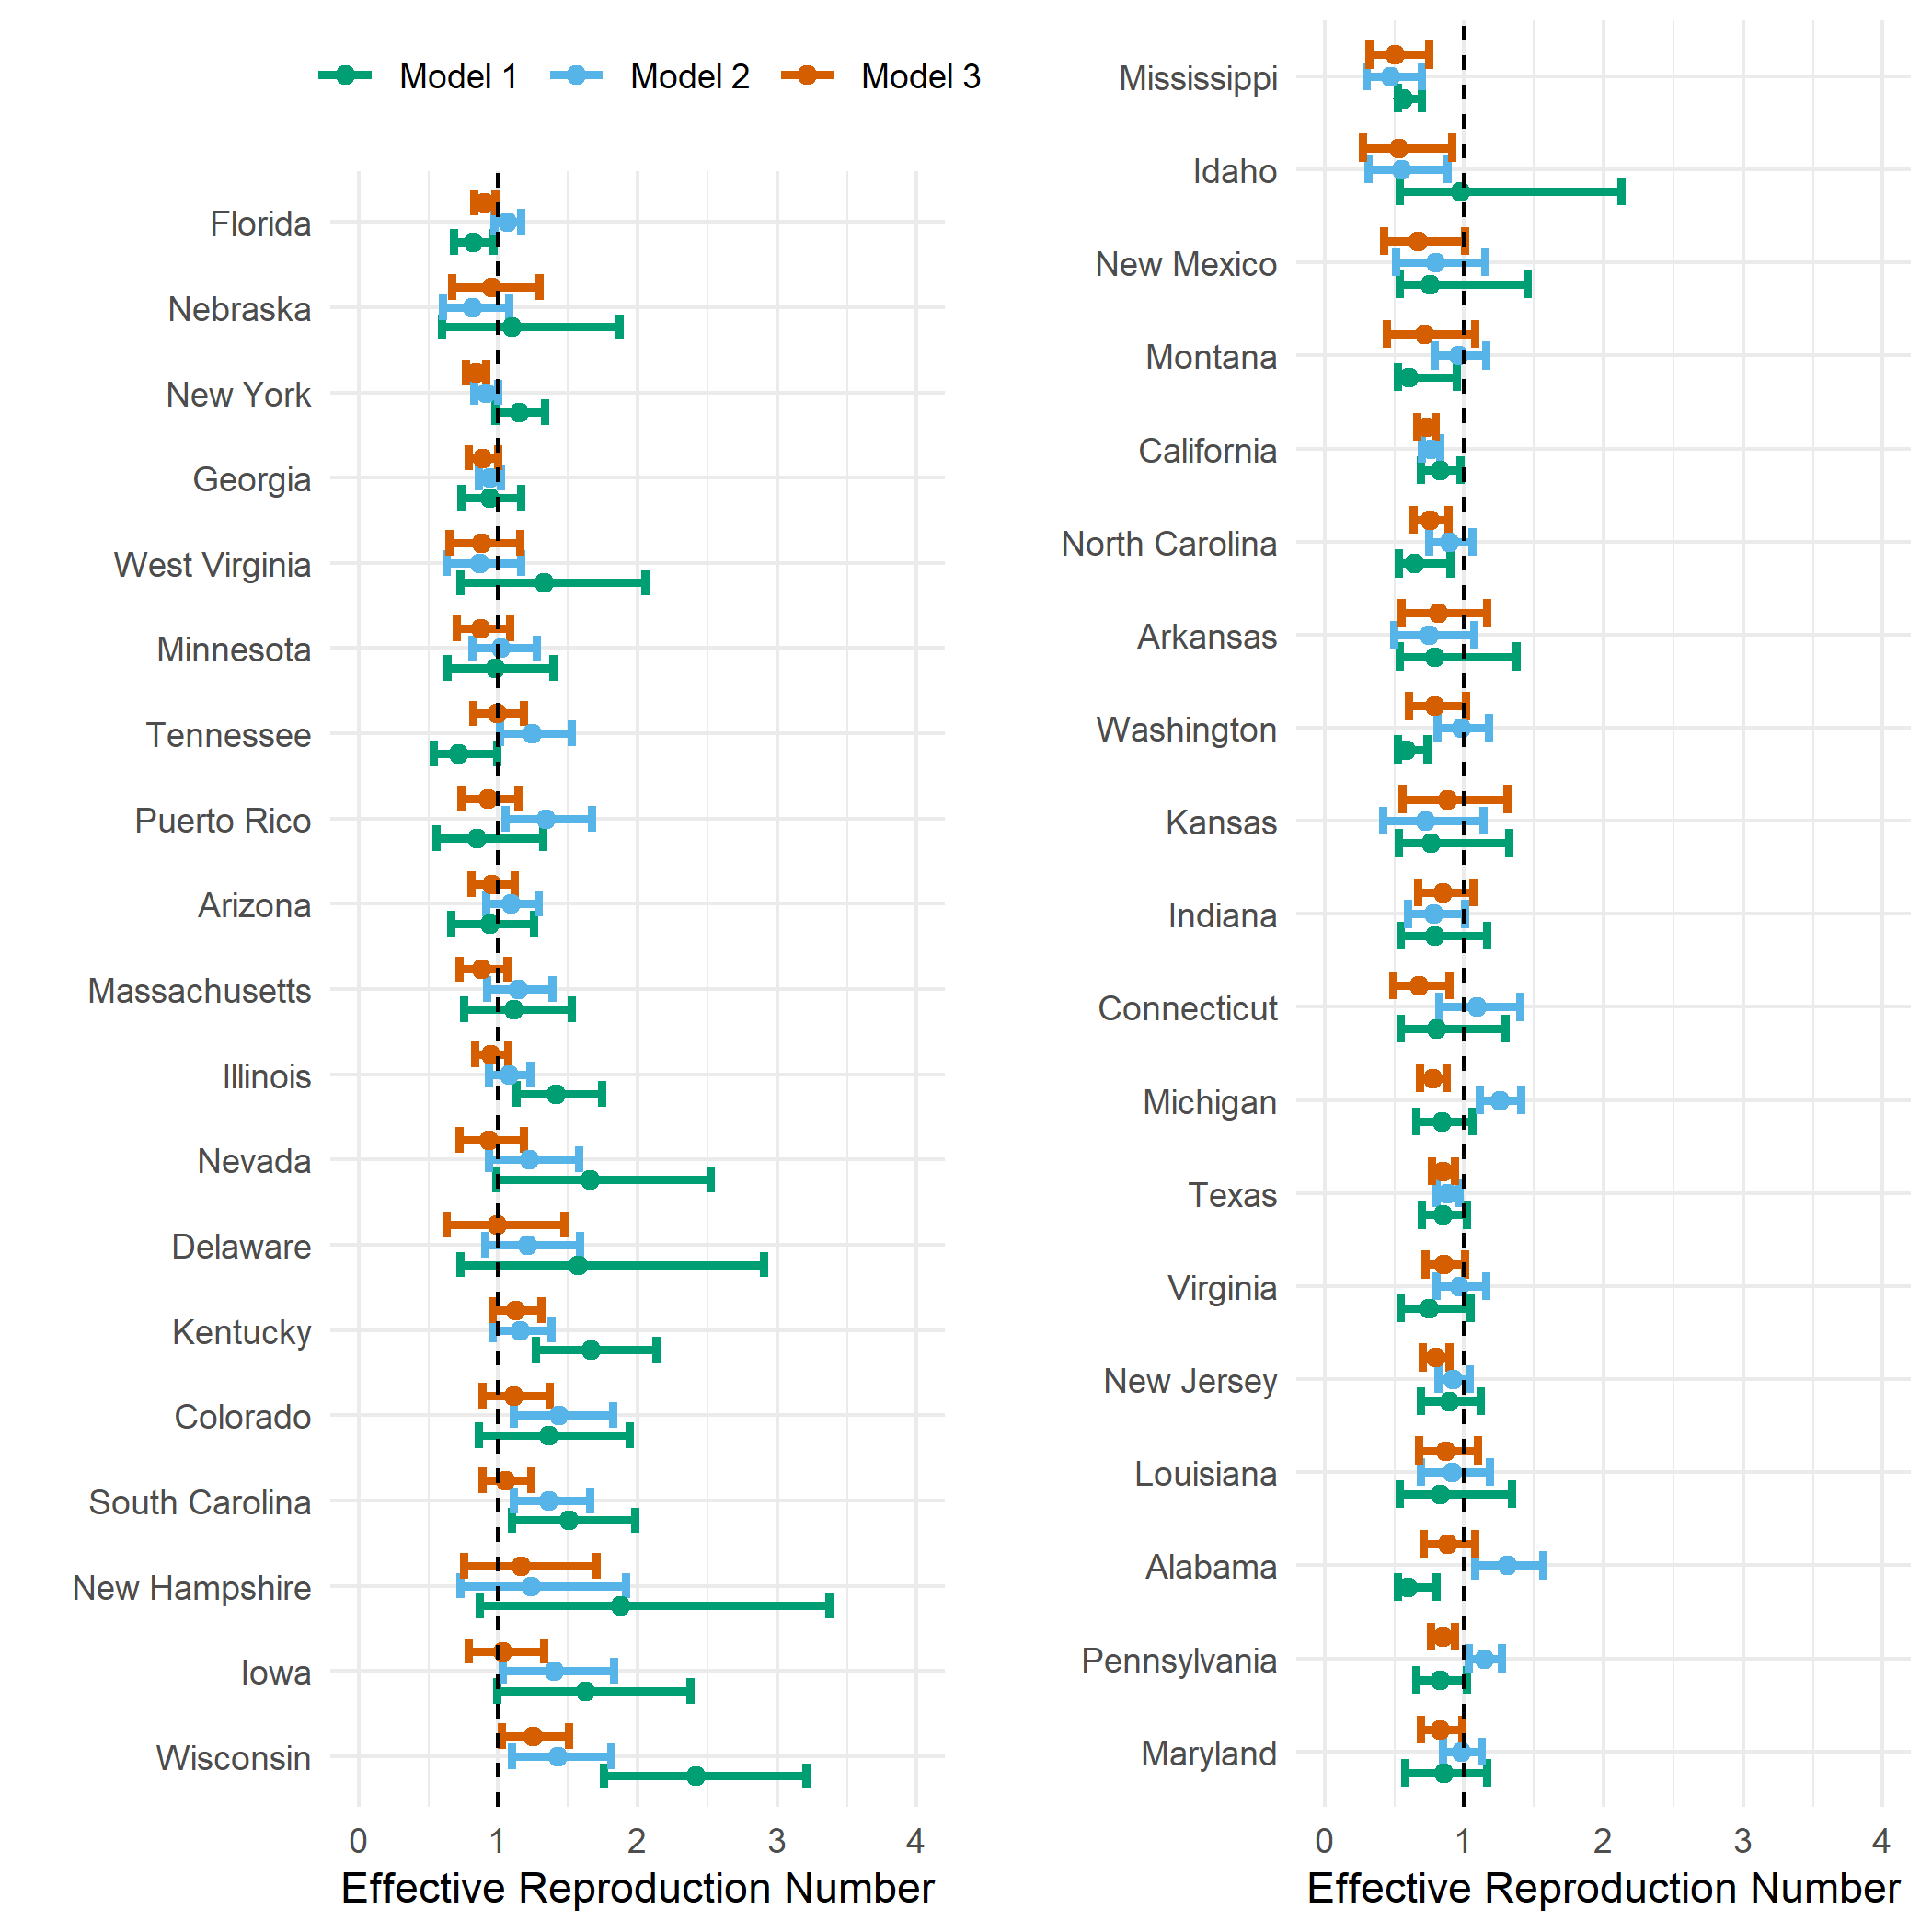 Model 1 Model 2 Model 3
Florida
Nebraska
New York
Georgia
West Virginia
Minnesota
Tennessee
Puerto Rico
Arizona
Massachusetts
Illinois
Nevada
Delaware
Kentucky
Colorado
South Carolina
New Hampshire
Iowa
Wisconsin
0 1 2 3 4
Effective Reproduction Number
Mississippi
Idaho
New Mexico
Montana
California
North Carolina
Arkansas
Washington
Kansas
Indiana
Connecticut
Michigan
Texas
Virginia
New Jersey
Louisiana
Alabama
Pennsylvania
Maryland
0 1 2 3 4
Effective Reproduction Number